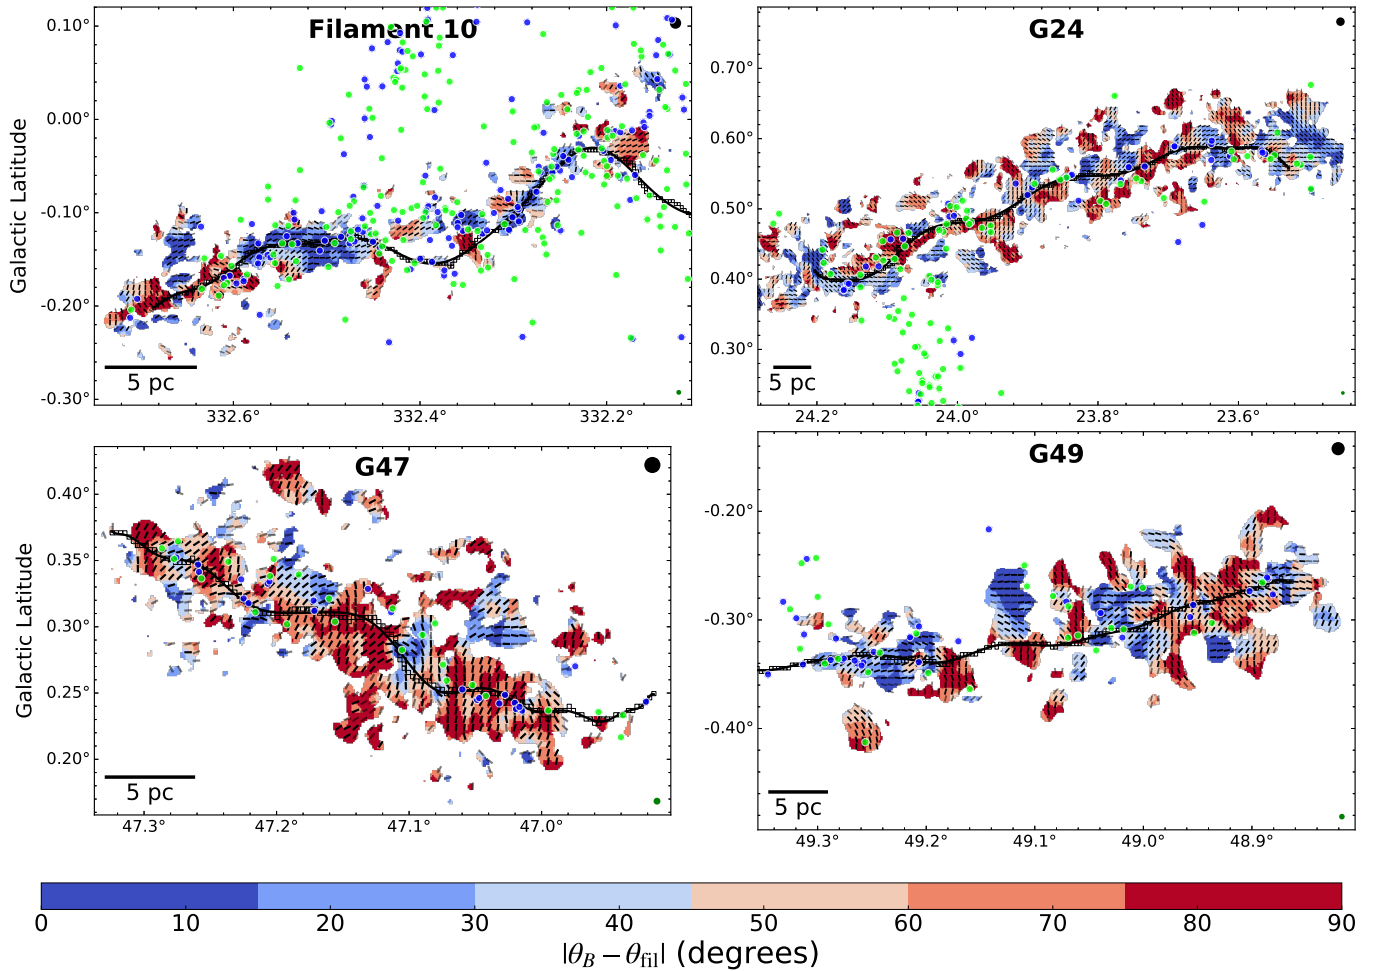 Filament 10
G24
0.10°
0.00°
-0.10°
-0.20°
-0.30°
Galactic Latitude
5 pc
332.6°
332.4°
332.2°
0.70°
0.60°
0.50°
0.40°
0.30°
5 pc
24.2°
24.0°
23.8°
23.6°
G47
G49
0.40°
0.35°
0.30°
0.25°
0.20°
Galactic Latitude
5 pc
47.3°
47.2°
47.1°
47.0°
-0.20°
-0.30°
-0.40°
5 pc
49.3°
49.2°
49.1°
49.0°
48.9°
0 10 20 30 40 50 60 70 80 90
|θ_B − θ_fil| (degrees)